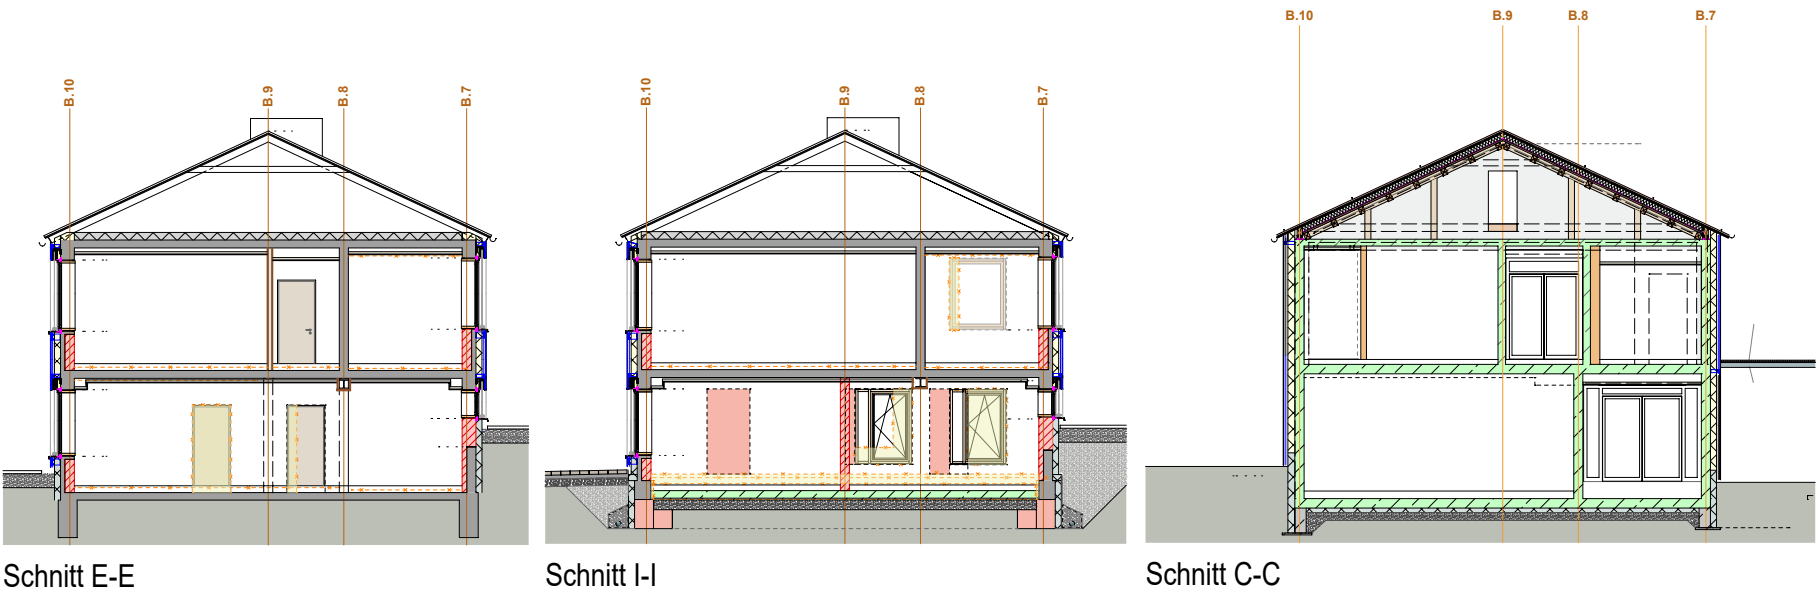 B.10 B.9 B.8 B.7
B.10 B.9 B.8 B.7
B.10 B.9 B.8 B.7
Schnitt E-E
Schnitt I-I
Schnitt C-C